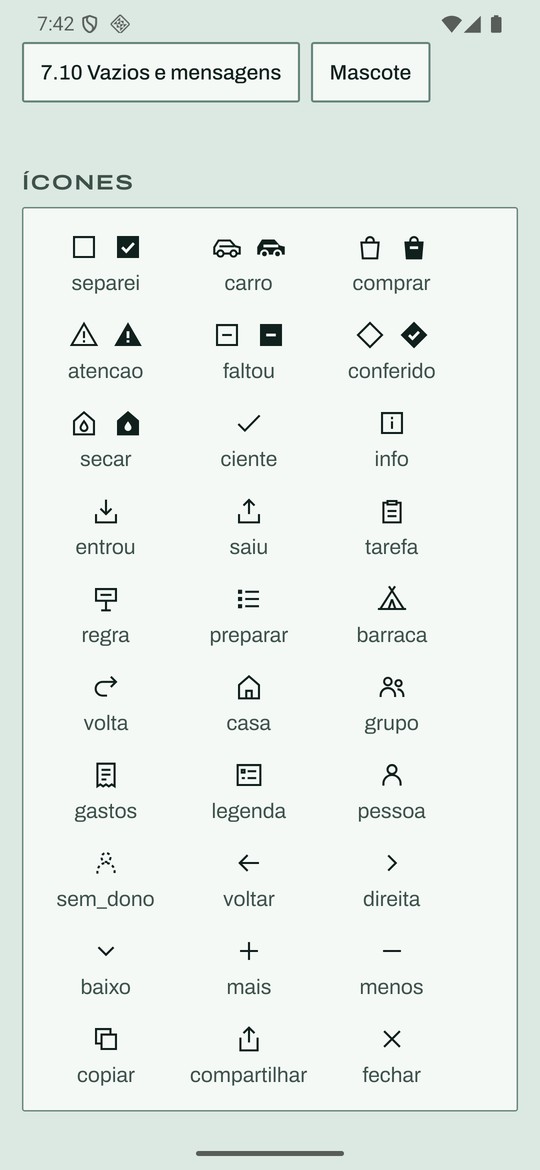 7:42
7.10 Vazios e mensagens Mascote
ÍCONES
separei carro comprar
atencao faltou conferido
secar ciente info
entrou saiu tarefa
regra preparar barraca
volta casa grupo
gastos legenda pessoa
sem_dono voltar direita
baixo mais menos
copiar compartilhar fechar